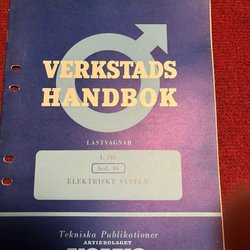 VERKSTADS
HANDBOK
LASTVAGNAR
L 245
Avd. 10
ELEKTRISKT SYSTEM
Tekniska Publikationer
AKTIEBOLAGET